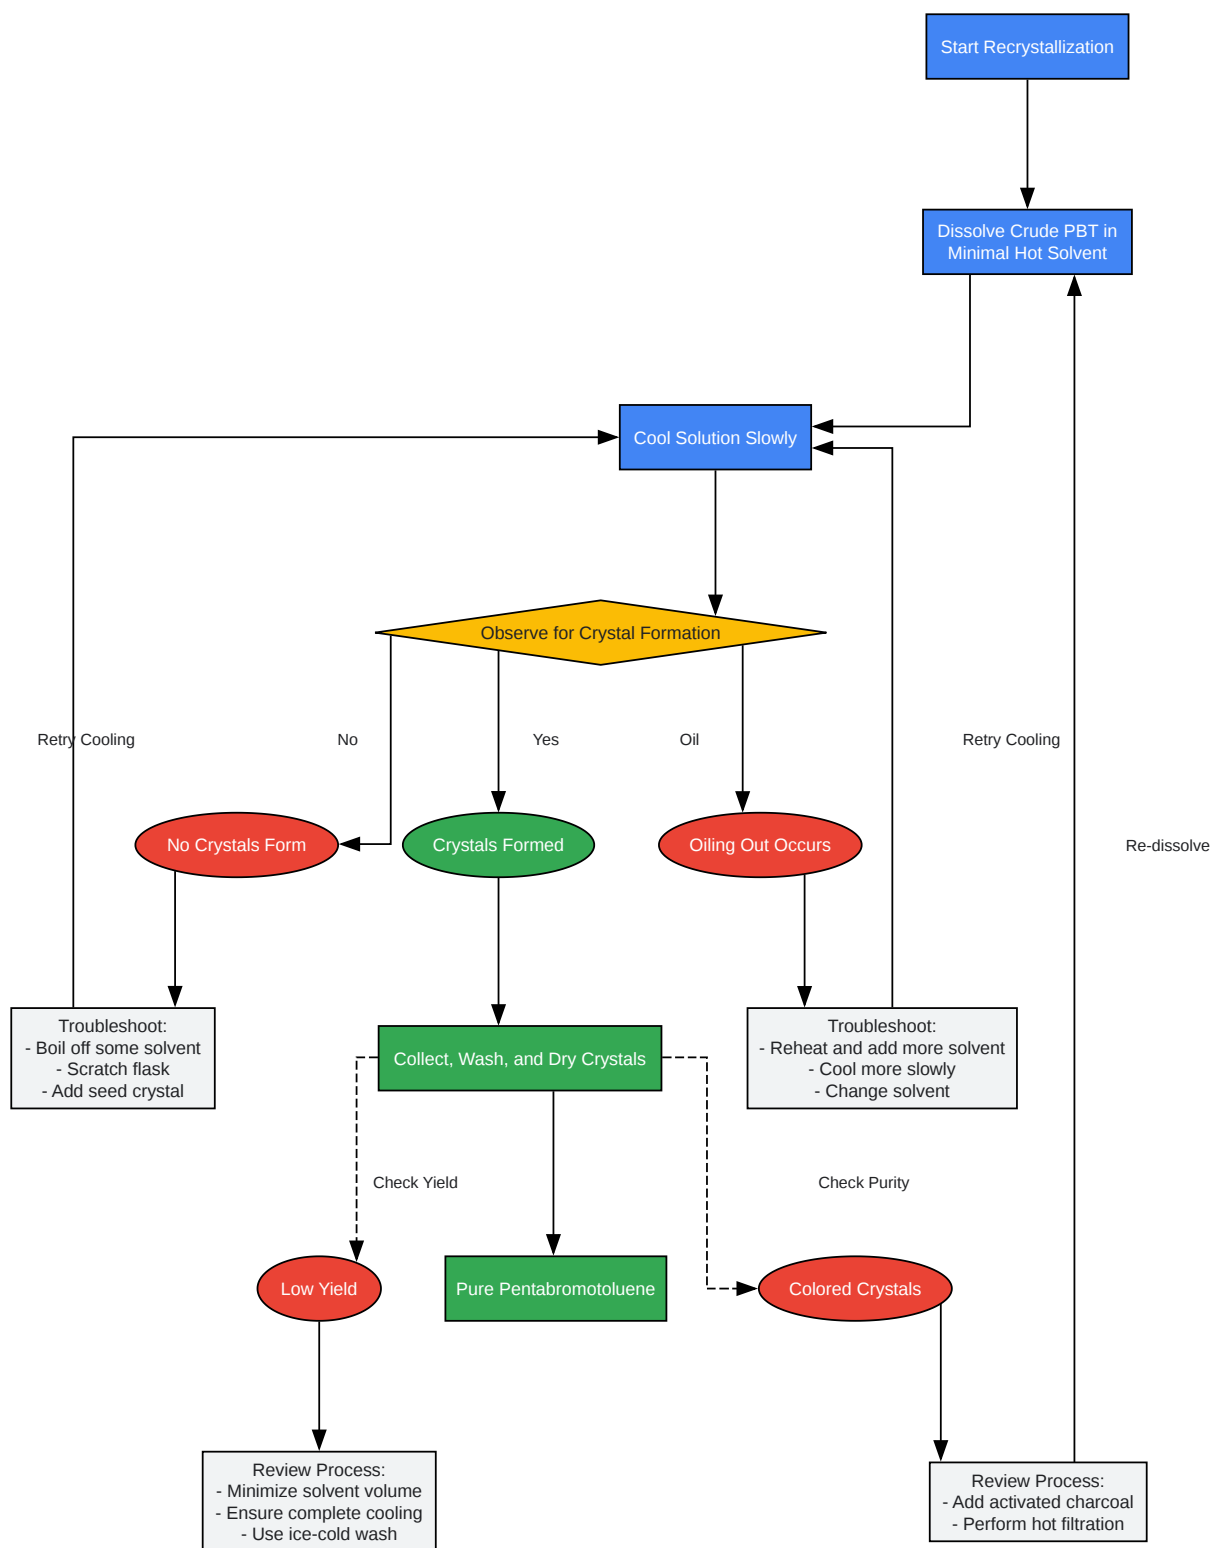 Start Recrystallization
Dissolve Crude PBT in
Minimal Hot Solvent
Cool Solution Slowly
Observe for Crystal Formation
Retry Cooling
No
Yes
Oil
Retry Cooling
No Crystals Form
Crystals Formed
Oiling Out Occurs
Re-dissolve
Troubleshoot:
- Boil off some solvent
- Scratch flask
- Add seed crystal
Collect, Wash, and Dry Crystals
Troubleshoot:
- Reheat and add more solvent
- Cool more slowly
- Change solvent
Check Yield
Check Purity
Low Yield
Pure Pentabromotoluene
Colored Crystals
Review Process:
- Minimize solvent volume
- Ensure complete cooling
- Use ice-cold wash
Review Process:
- Add activated charcoal
- Perform hot filtration